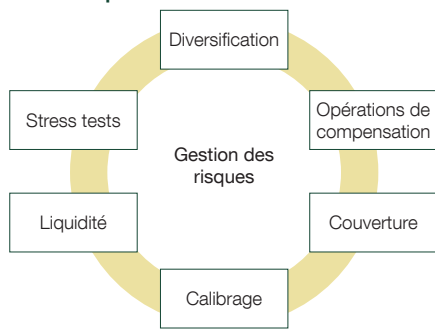 Diversification
Stress tests
Opérations de
compensation
Gestion des
risques
Liquidité
Couverture
Calibrage